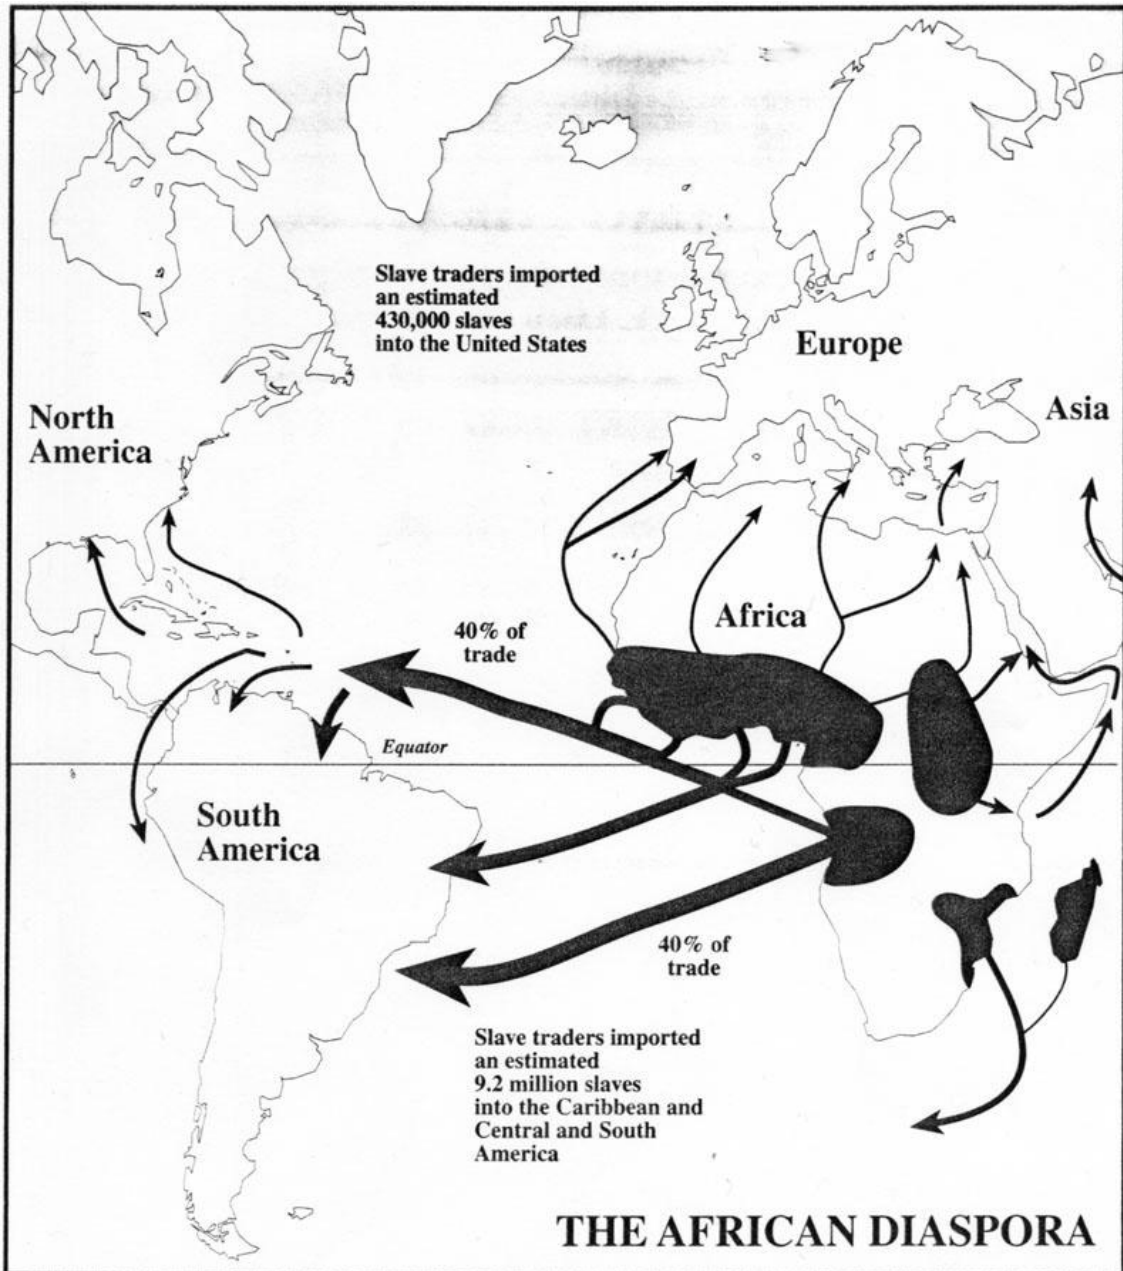 Slave traders imported
an estimated
430,000 slaves
into the United States
Europe
North
America
Asia
Africa
40% of
trade
Equator
South
America
40% of
trade
Slave traders imported
an estimated
9.2 million slaves
into the Caribbean and
Central and South
America
THE AFRICAN DIASPORA